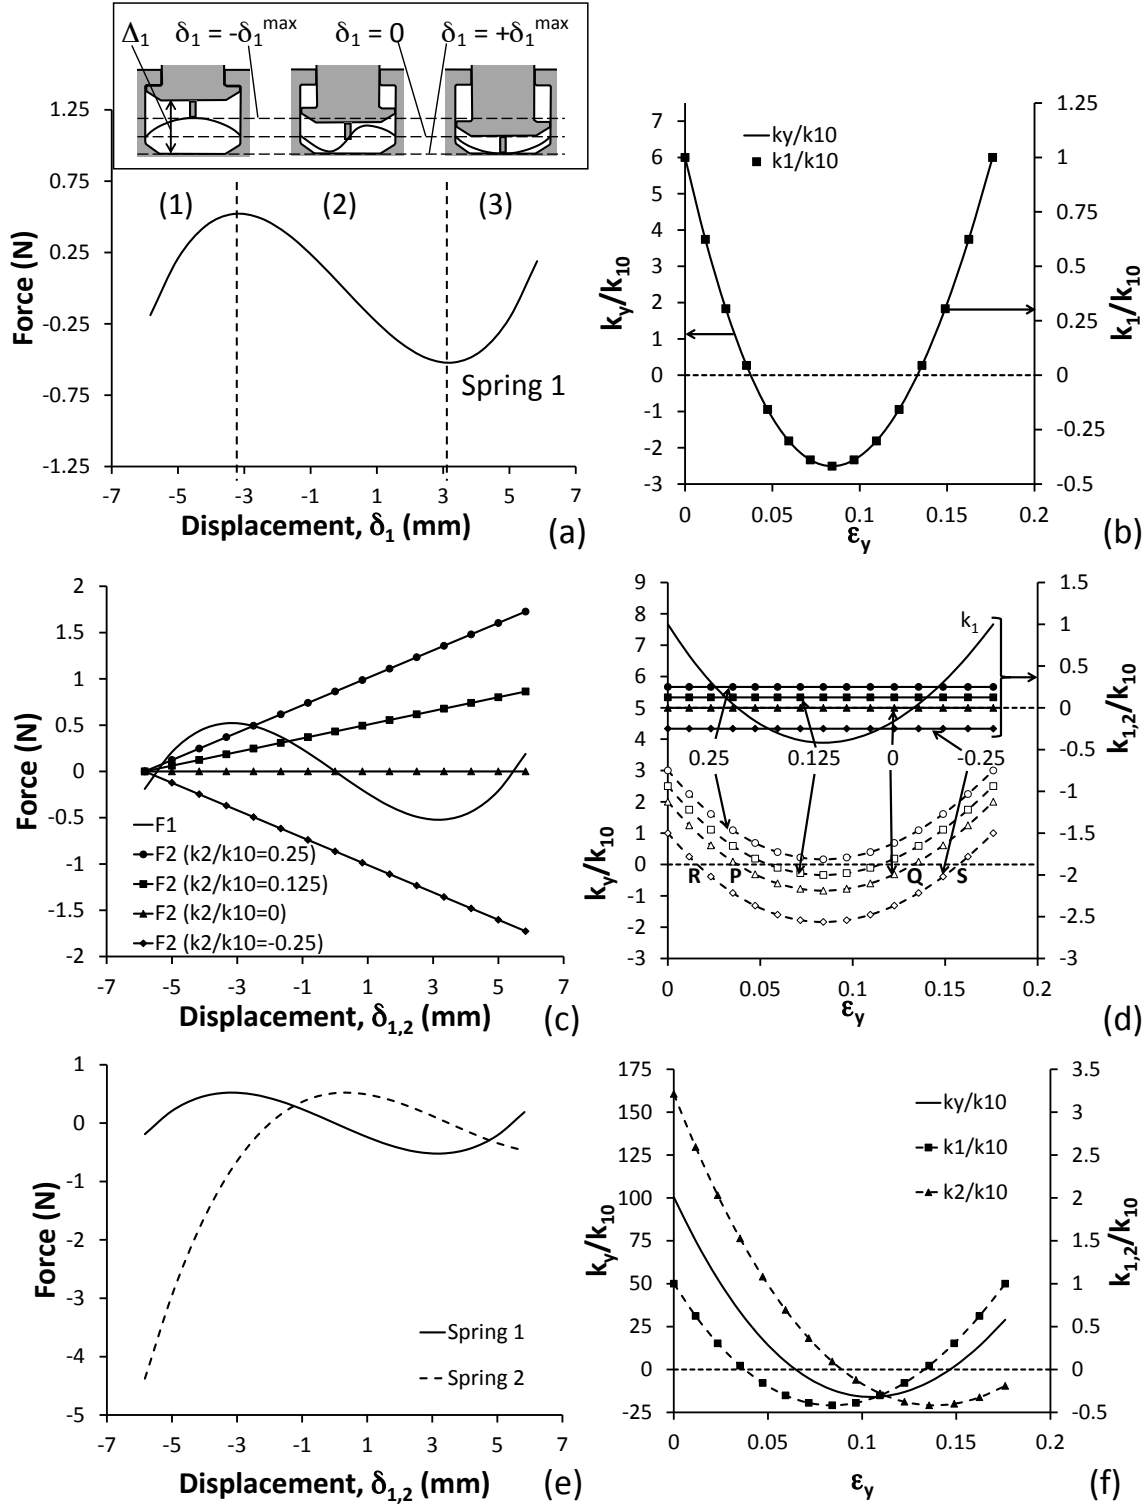 Δ₁ δ₁ = -δ₁ᵐᵃˣ δ₁ = 0 δ₁ = +δ₁ᵐᵃˣ
1.25
0.75
0.25
-0.25
-0.75
-1.25
Force (N)
(1) (2) (3)
Spring 1
-7 -5 -3 -1 1 3 5 7
Displacement, δ₁ (mm)
(a)
7
6
5
4
3
2
1
0
-1
-2
-3
ky/k10
ky/k10
k1/k10
1.25
1
0.75
0.5
0.25
0
-0.25
-0.5
k1/k10
0 0.05 0.1 0.15 0.2
εy
(b)
2
1.5
1
0.5
0
-0.5
-1
-1.5
-2
Force (N)
F1
F2 (k2/k10=0.25)
F2 (k2/k10=0.125)
F2 (k2/k10=0)
F2 (k2/k10=-0.25)
-7 -5 -3 -1 1 3 5 7
Displacement, δ1,2 (mm)
(c)
9
8
7
6
5
4
3
2
1
0
-1
-2
-3
ky/k10
k1
0.25 0.125 0 -0.25
R P Q S
1.5
1
0.5
0
-0.5
-1
-1.5
-2
-2.5
-3
k1,2/k10
0 0.05 0.1 0.15 0.2
εy
(d)
1
0
-1
-2
-3
-4
-5
Force (N)
Spring 1
Spring 2
-7 -5 -3 -1 1 3 5 7
Displacement, δ1,2 (mm)
(e)
175
150
125
100
75
50
25
0
-25
ky/k10
ky/k10
k1/k10
k2/k10
3.5
3
2.5
2
1.5
1
0.5
0
-0.5
k1,2/k10
0 0.05 0.1 0.15 0.2
εy
(f)